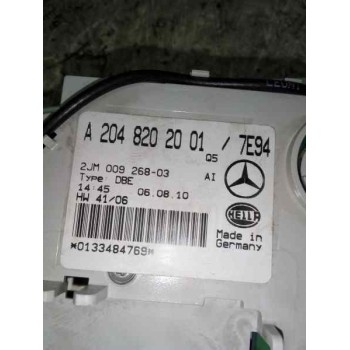 A 204 820 20 01 / 7E94
Q5
2JM 009 268-03 AI
Type: DBE
14:45 06.08.10
HW 41/06
HELLA
Made in
Germany
*0133484769*